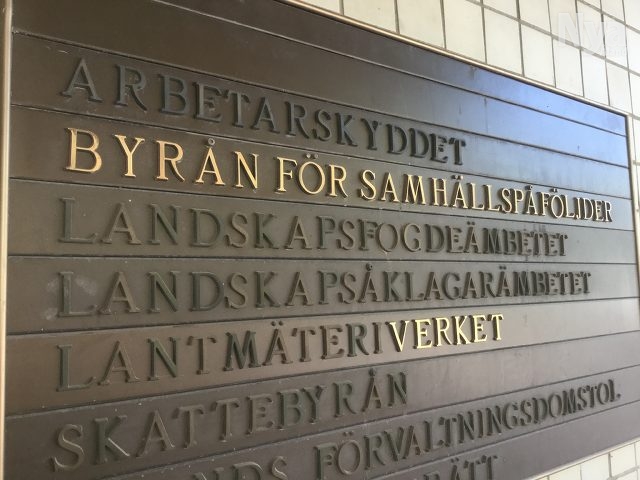 ARBETARSKYDDET
BYRÅN FÖR SAMHÄLLSPÅFÖLJDER
LANDSKAPSFOGDEÄMBETET
LANDSKAPSÅKLAGARÄMBETET
LANTMÄTERIVERKET
SKATTEBYRÅN
FÖRVALTNINGSDOMSTOL